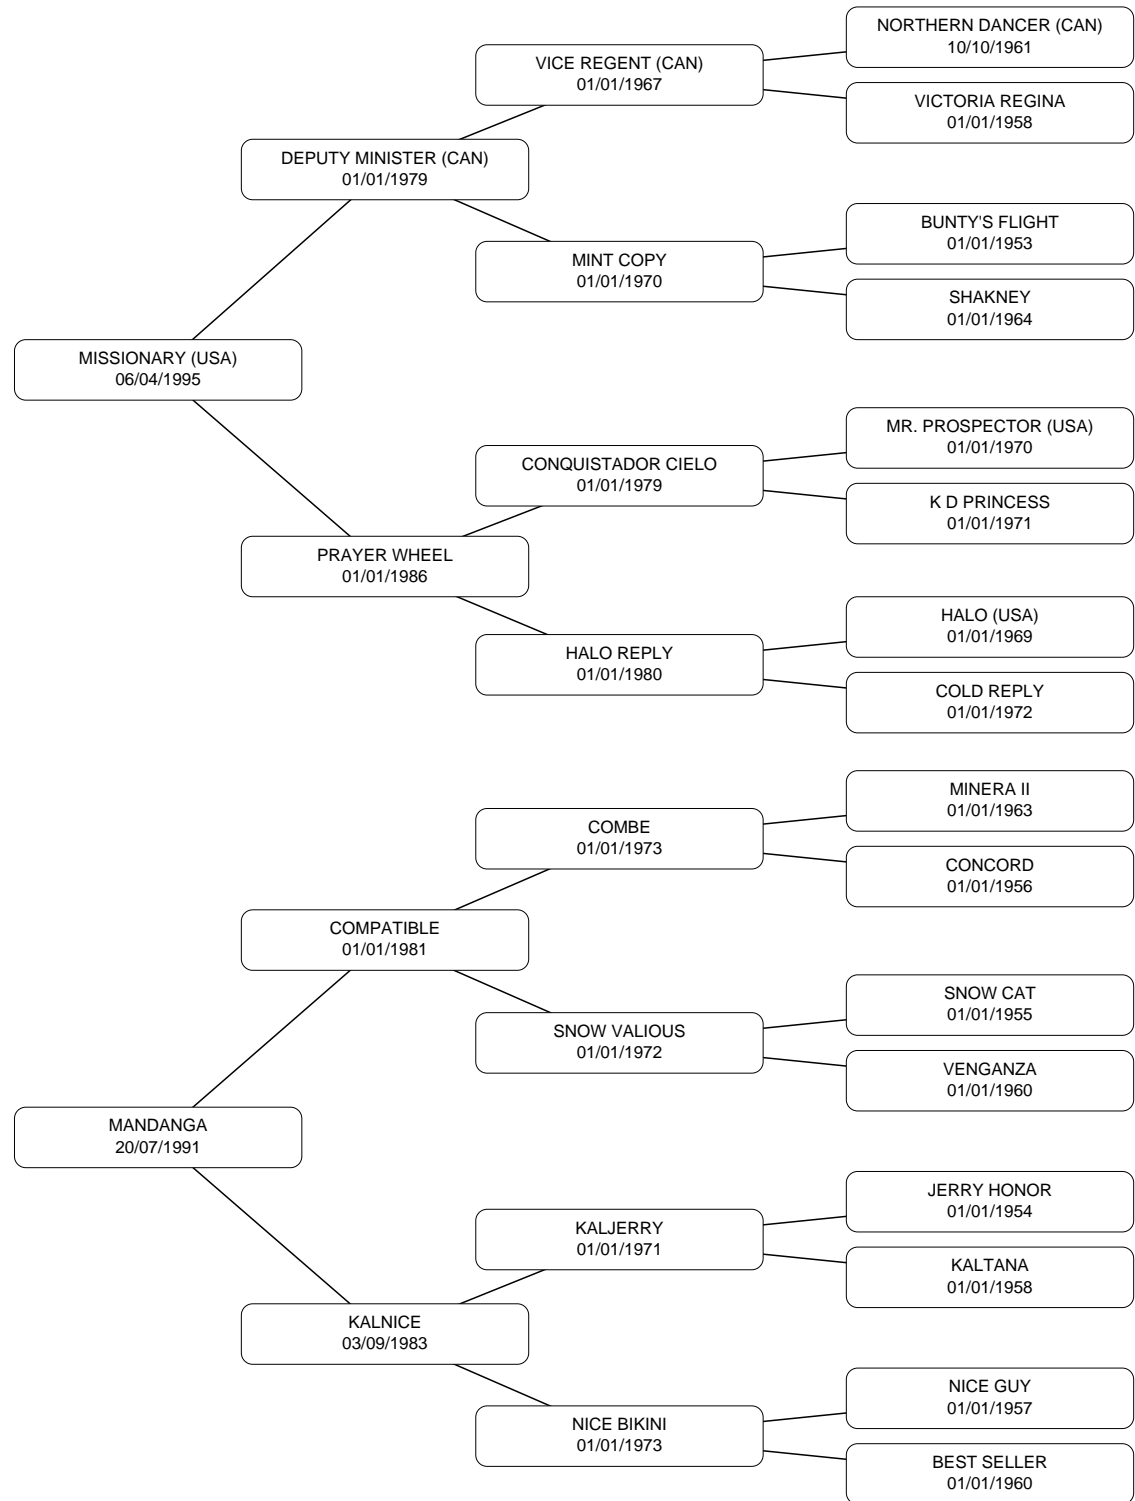 NORTHERN DANCER (CAN)
10/10/1961
VICE REGENT (CAN)
01/01/1967
VICTORIA REGINA
01/01/1958
DEPUTY MINISTER (CAN)
01/01/1979
BUNTY'S FLIGHT
01/01/1953
MINT COPY
01/01/1970
SHAKNEY
01/01/1964
MISSIONARY (USA)
06/04/1995
MR. PROSPECTOR (USA)
01/01/1970
CONQUISTADOR CIELO
01/01/1979
K D PRINCESS
01/01/1971
PRAYER WHEEL
01/01/1986
HALO (USA)
01/01/1969
HALO REPLY
01/01/1980
COLD REPLY
01/01/1972
MINERA II
01/01/1963
COMBE
01/01/1973
CONCORD
01/01/1956
COMPATIBLE
01/01/1981
SNOW CAT
01/01/1955
SNOW VALIOUS
01/01/1972
VENGANZA
01/01/1960
MANDANGA
20/07/1991
JERRY HONOR
01/01/1954
KALJERRY
01/01/1971
KALTANA
01/01/1958
KALNICE
03/09/1983
NICE GUY
01/01/1957
NICE BIKINI
01/01/1973
BEST SELLER
01/01/1960